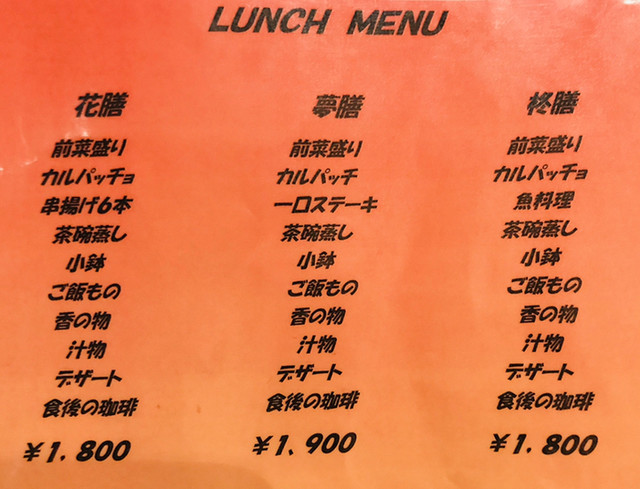 LUNCH MENU
花膳
前菜盛り
カルパッチョ
串揚げ6本
茶碗蒸し
小鉢
ご飯もの
香の物
汁物
デザート
食後の珈琲
¥1.800
夢膳
前菜盛り
カルパッチ
一口ステーキ
茶碗蒸し
小鉢
ご飯もの
香の物
汁物
デザート
食後の珈琲
¥1.900
柊膳
前菜盛り
カルパッチョ
魚料理
茶碗蒸し
小鉢
ご飯もの
香の物
汁物
デザート
食後の珈琲
¥1.800